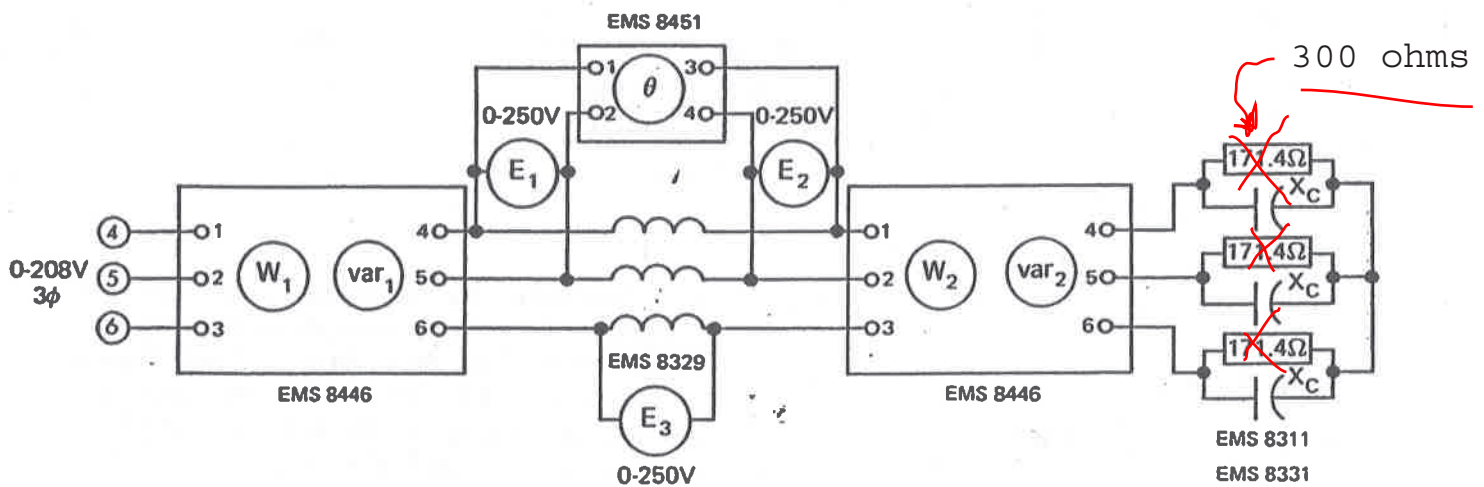 EMS 8451
300 ohms
1 θ 3
2 4
0-250V
0-250V
E1
E2
171.4Ω
XC
4
1
4
1
4
0-208V
3φ
5
2
W1
var1
5
2
W2
var2
5
171.4Ω
XC
6
3
6
3
6
171.4Ω
XC
EMS 8329
EMS 8446
EMS 8446
E3
0-250V
EMS 8311
EMS 8331